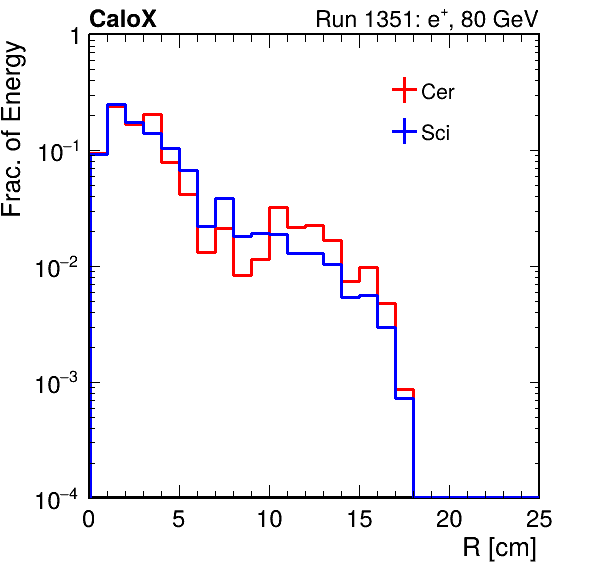 CaloX Run 1351: e⁺, 80 GeV
Frac. of Energy
1
10⁻¹
10⁻²
10⁻³
10⁻⁴
Cer
Sci
0 5 10 15 20 25
R [cm]